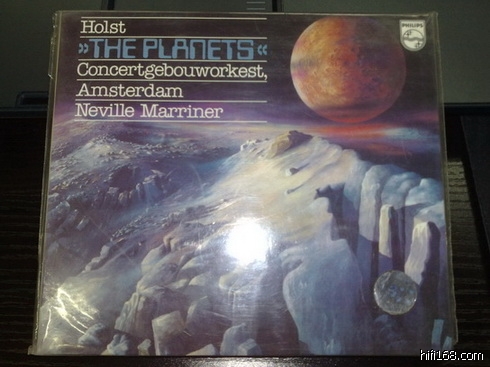 Holst
»THE PLANETS«
Concertgebouworkest,
Amsterdam
Neville Marriner
PHILIPS
hifi168.com